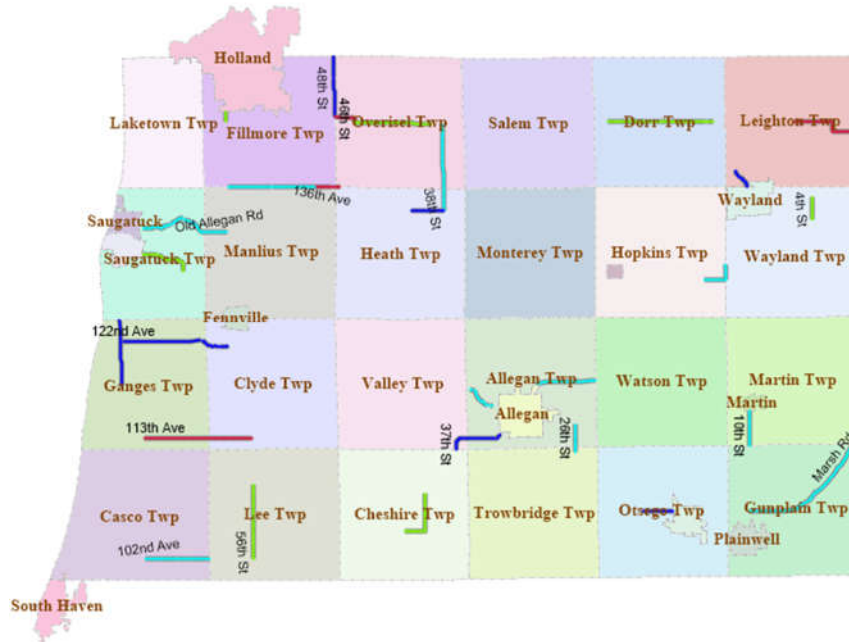 Holland
48th St
46th St
Laketown Twp
Fillmore Twp
Overisel Twp
Salem Twp
Dorr Twp
Leighton Twp
136th Ave
38th St
Wayland
4th St
Saugatuck
Old Allegan Rd
Saugatuck Twp
Manlius Twp
Heath Twp
Monterey Twp
Hopkins Twp
Wayland Twp
Fennville
122nd Ave
Ganges Twp
Clyde Twp
Valley Twp
Allegan Twp
Watson Twp
Martin Twp
Martin
Allegan
113th Ave
37th St
26th St
10th St
Marsh Rd
Casco Twp
Lee Twp
Cheshire Twp
Trowbridge Twp
Otsego Twp
Gunplain Twp
102nd Ave
56th St
Plainwell
South Haven